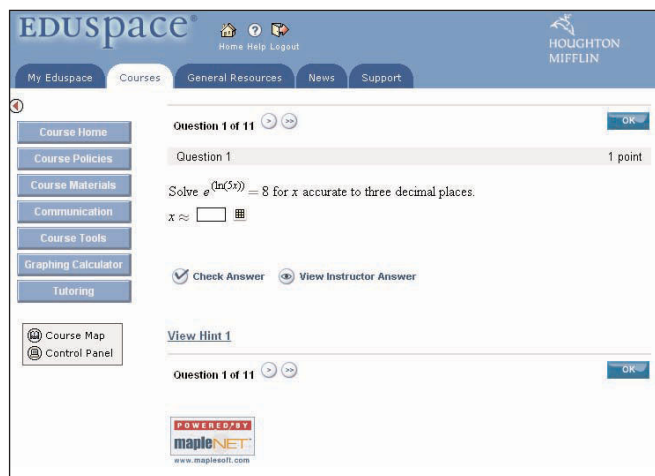 EDUSPACE®
Home Help Logout
HOUGHTON
MIFFLIN
My Eduspace Courses General Resources News Support
Course Home
Course Policies
Course Materials
Communication
Course Tools
Graphing Calculator
Tutoring
Course Map
Control Panel
Question 1 of 11 > >> OK
Question 1 1 point
Solve e^(ln(5x)) = 8 for x accurate to three decimal places.
x ≈
Check Answer View Instructor Answer
View Hint 1
Question 1 of 11 > >> OK
POWERED BY
mapleNET
www.maplesoft.com